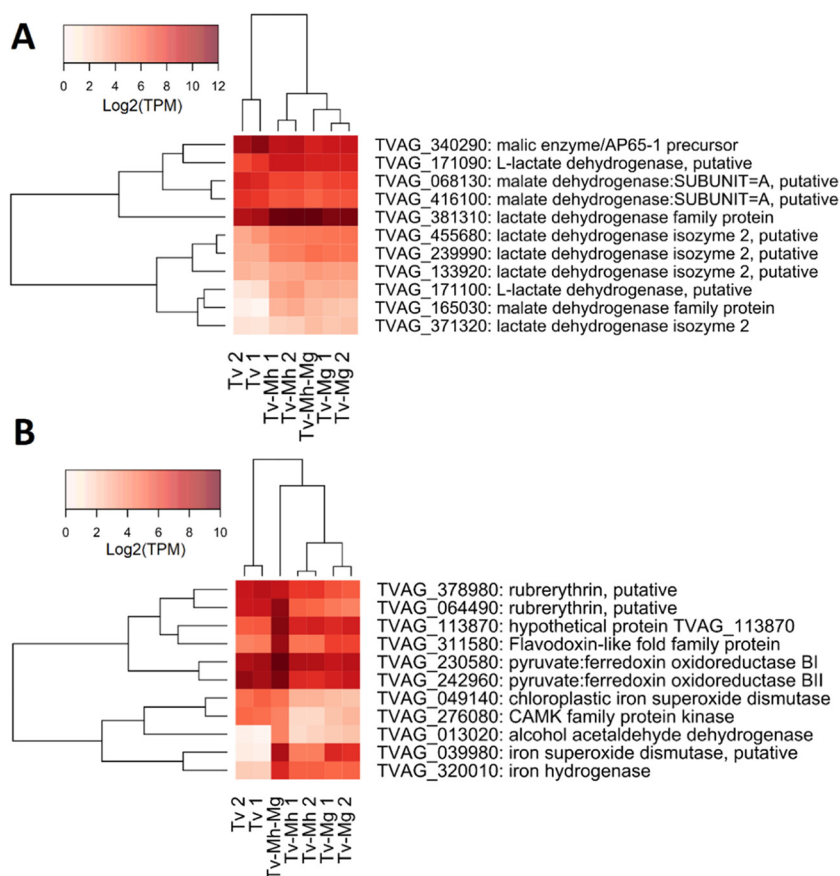 A
0 2 4 6 8 10 12
Log2(TPM)
TVAG_340290: malic enzyme/AP65-1 precursor
TVAG_171090: L-lactate dehydrogenase, putative
TVAG_068130: malate dehydrogenase:SUBUNIT=A, putative
TVAG_416100: malate dehydrogenase:SUBUNIT=A, putative
TVAG_381310: lactate dehydrogenase family protein
TVAG_455680: lactate dehydrogenase isozyme 2, putative
TVAG_239990: lactate dehydrogenase isozyme 2, putative
TVAG_133920: lactate dehydrogenase isozyme 2, putative
TVAG_171100: L-lactate dehydrogenase, putative
TVAG_165030: malate dehydrogenase family protein
TVAG_371320: lactate dehydrogenase isozyme 2
Tv 2
Tv 1
Tv-Mh 1
Tv-Mh 2
Tv-Mh-Mg
Tv-Mg 1
Tv-Mg 2
B
0 2 4 6 8 10
Log2(TPM)
TVAG_378980: rubrerythrin, putative
TVAG_064490: rubrerythrin, putative
TVAG_113870: hypothetical protein TVAG_113870
TVAG_311580: Flavodoxin-like fold family protein
TVAG_230580: pyruvate:ferredoxin oxidoreductase BI
TVAG_242960: pyruvate:ferredoxin oxidoreductase BII
TVAG_049140: chloroplastic iron superoxide dismutase
TVAG_276080: CAMK family protein kinase
TVAG_013020: alcohol acetaldehyde dehydrogenase
TVAG_039980: iron superoxide dismutase, putative
TVAG_320010: iron hydrogenase
Tv 2
Tv 1
Tv-Mh-Mg
Tv-Mh 1
Tv-Mh 2
Tv-Mg 1
Tv-Mg 2